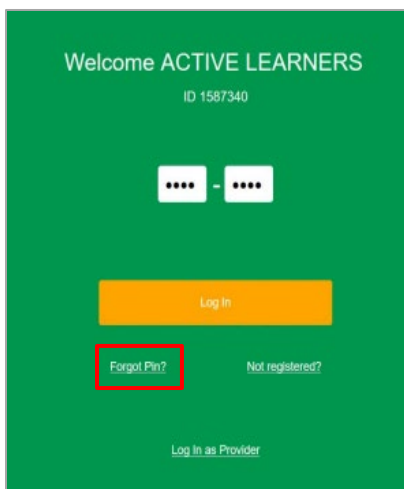 Welcome ACTIVE LEARNERS
ID 1587340
•••• - ••••
Log In
Forgot Pin? Not registered?
Log In as Provider